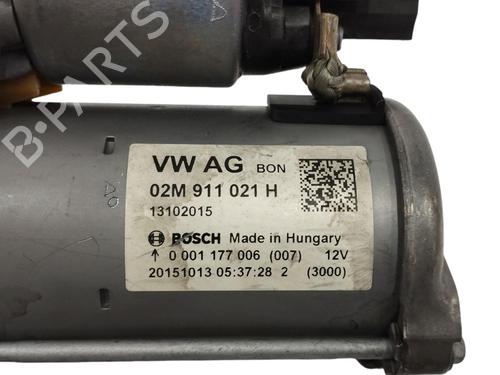 B-PARTS
VW AG BON
02M 911 021 H
13102015
BOSCH Made in Hungary
↑ 0 001 177 006 (007) 12V
20151013 05:37:28 2 (3000)